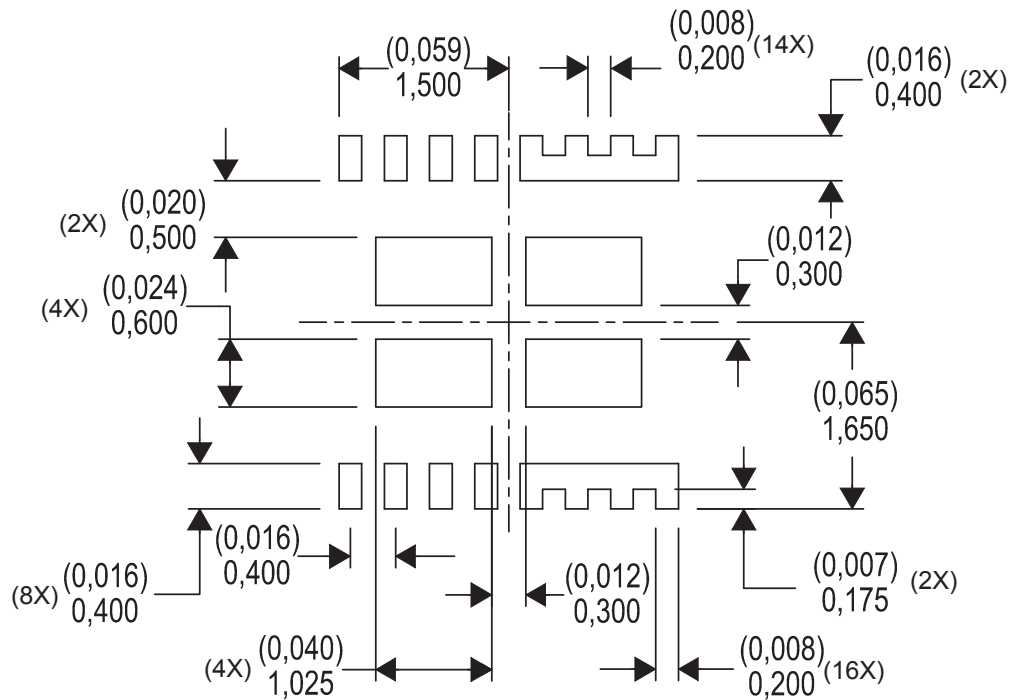 (0,059)
1,500
(0,008)
0,200 (14X)
(0,016)
0,400 (2X)
(2X) (0,020)
0,500
(0,012)
0,300
(4X) (0,024)
0,600
(0,065)
1,650
(0,016)
0,400
(8X) (0,016)
0,400
(0,012)
0,300
(0,007)
0,175 (2X)
(4X) (0,040)
1,025
(0,008)
0,200 (16X)